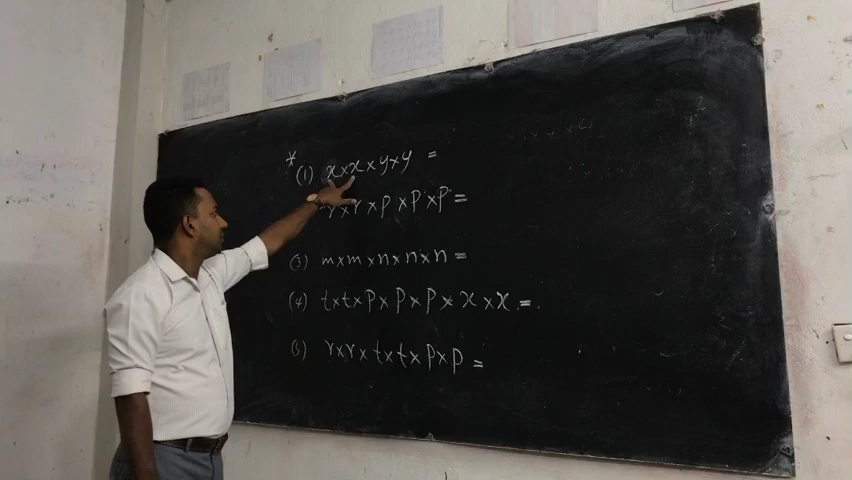 *
(1) x×x×y×y =
r×r×p×p×p =
(3) m×m×n×n×n =
(4) t×t×p×p×p×x×x =
(5) r×r×t×t×p×p =